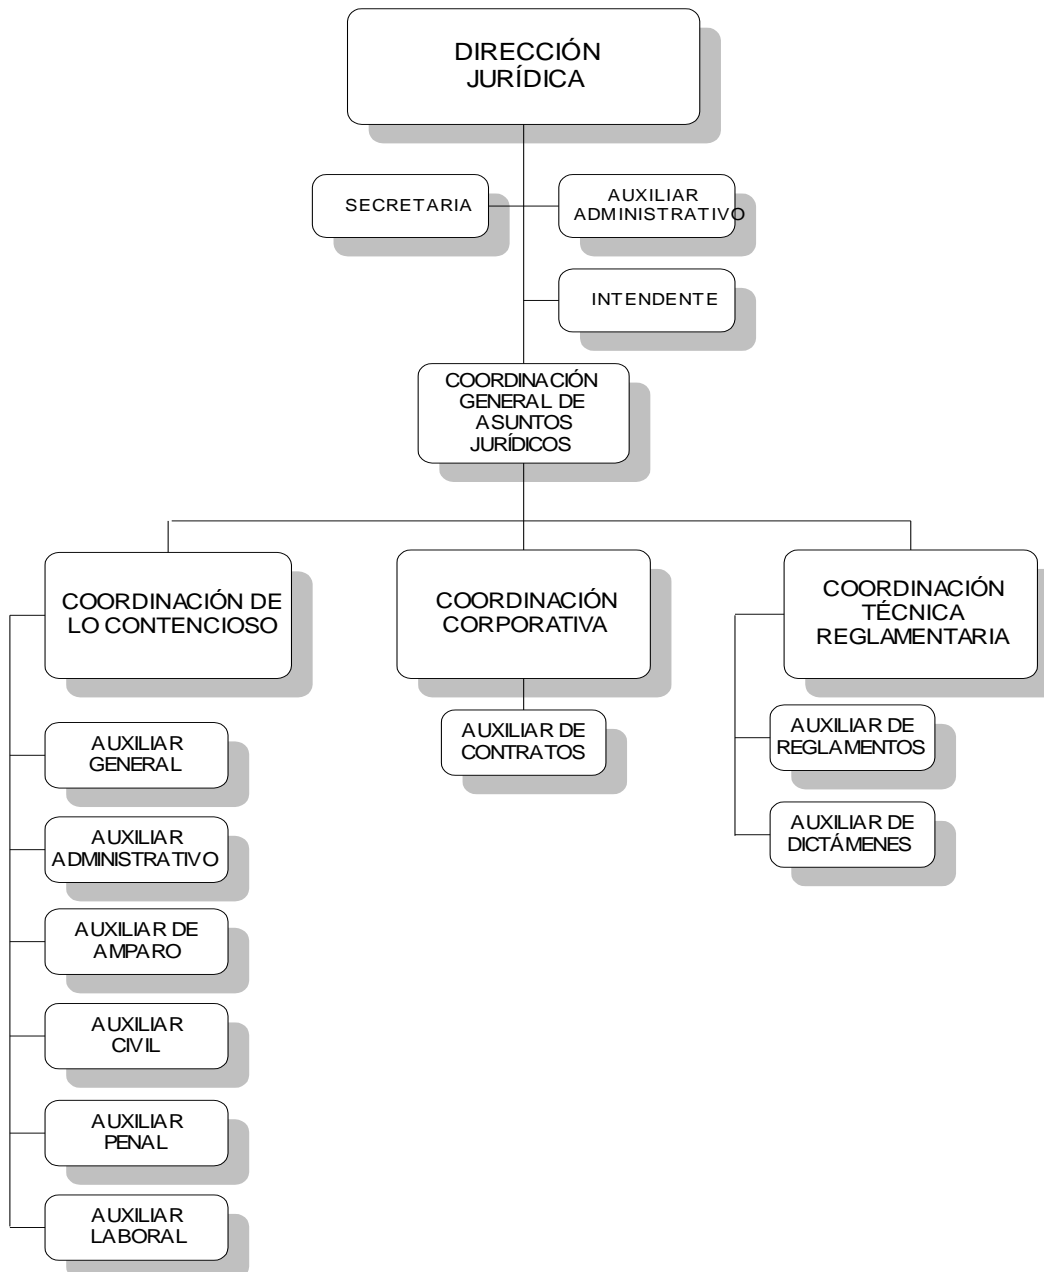 DIRECCIÓN
JURÍDICA
SECRETARIA
AUXILIAR
ADMINISTRATIVO
INTENDENTE
COORDINACIÓN
GENERAL DE
ASUNTOS
JURÍDICOS
COORDINACIÓN DE
LO CONTENCIOSO
COORDINACIÓN
CORPORATIVA
COORDINACIÓN
TÉCNICA
REGLAMENTARIA
AUXILIAR
GENERAL
AUXILIAR
ADMINISTRATIVO
AUXILIAR DE
AMPARO
AUXILIAR
CIVIL
AUXILIAR
PENAL
AUXILIAR
LABORAL
AUXILIAR DE
CONTRATOS
AUXILIAR DE
REGLAMENTOS
AUXILIAR DE
DICTÁMENES